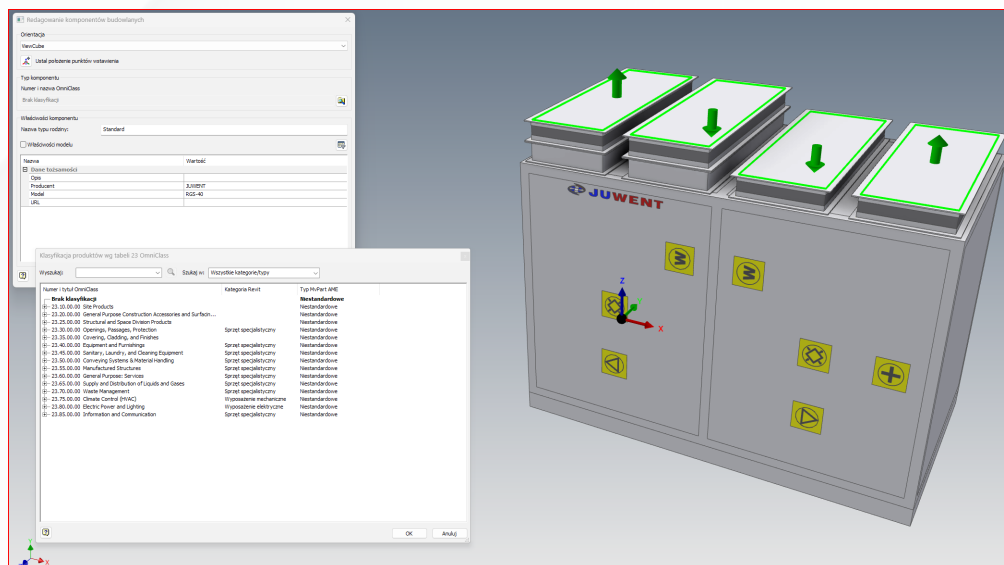 Redagowanie komponentów budowlanych
Orientacja
ViewCube
Ustal położenie punktów wstawienia
Typ komponentu
Numer i nazwa OmniClass
Brak klasyfikacji
Właściwości komponentu
Nazwa typu rodziny: Standard
Właściwości modelu
Nazwa Wartość
Dane tożsamości
Opis
Producent JUWENT
Model RGS-40
URL
Klasyfikacja produktów wg tabeli 23 OmniClass
Wyszukaj: Szukaj w: Wszystkie kategorie/typy
Numer i tytuł OmniClass Kategoria Revit Typ MvPart AME
Brak klasyfikacji Niestandardowe
23.10.00.00 Site Products Niestandardowe
23.20.00.00 General Purpose Construction Accessories and Surfacin... Niestandardowe
23.25.00.00 Structural and Space Division Products Niestandardowe
23.30.00.00 Openings, Passages, Protection Sprzęt specjalistyczny Niestandardowe
23.35.00.00 Covering, Cladding, and Finishes Niestandardowe
23.40.00.00 Equipment and Furnishings Sprzęt specjalistyczny Niestandardowe
23.45.00.00 Sanitary, Laundry, and Cleaning Equipment Sprzęt specjalistyczny Niestandardowe
23.50.00.00 Conveying Systems & Material Handling Sprzęt specjalistyczny Niestandardowe
23.55.00.00 Manufactured Structures Sprzęt specjalistyczny Niestandardowe
23.60.00.00 General Purpose: Services Sprzęt specjalistyczny Niestandardowe
23.65.00.00 Supply and Distribution of Liquids and Gases Sprzęt specjalistyczny Niestandardowe
23.70.00.00 Waste Management Sprzęt specjalistyczny Niestandardowe
23.75.00.00 Climate Control (HVAC) Wyposażenie mechaniczne Niestandardowe
23.80.00.00 Electric Power and Lighting Wyposażenie elektryczne Niestandardowe
23.85.00.00 Information and Communication Sprzęt specjalistyczny Niestandardowe
OK Anuluj
JUWENT
Z
X
Y
X